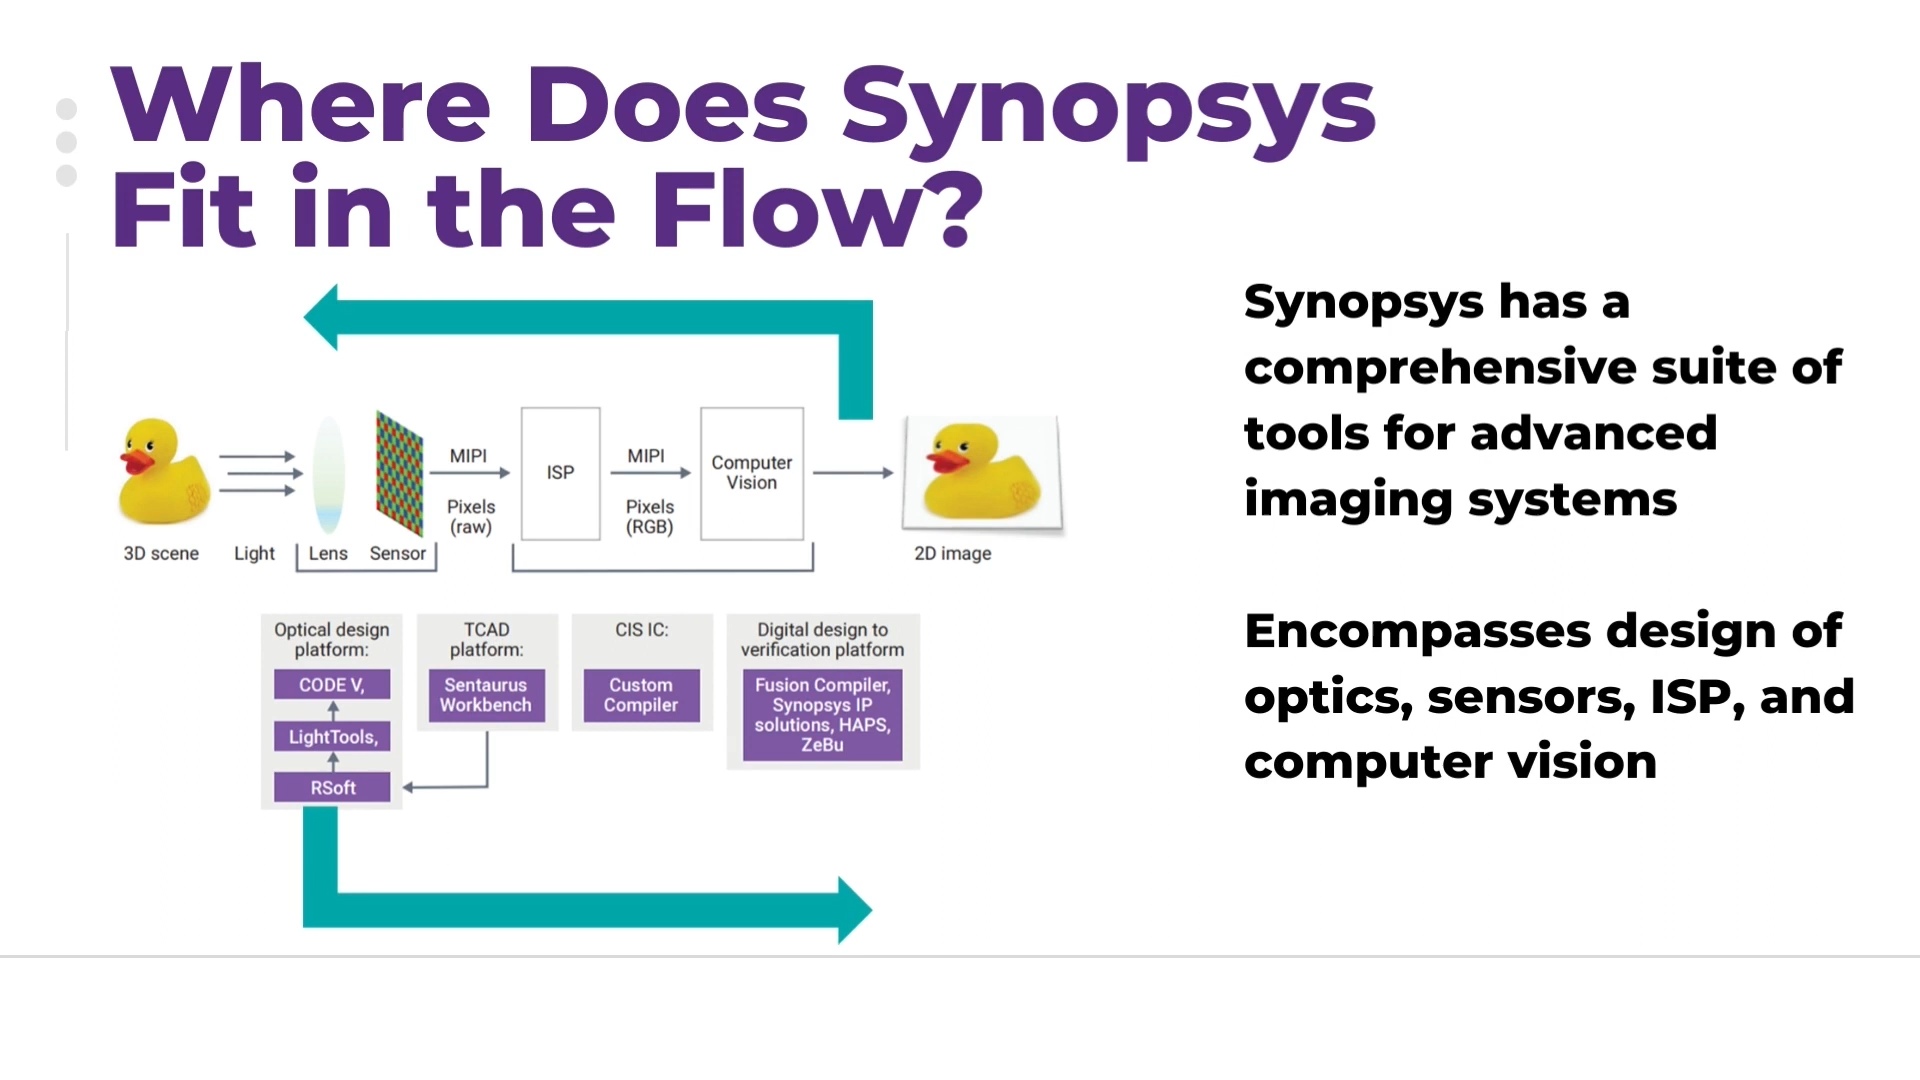 Where Does Synopsys
Fit in the Flow?
MIPI
Pixels
(raw)
ISP
MIPI
Pixels
(RGB)
Computer
Vision
3D scene
Light
Lens
Sensor
2D image
Optical design
platform:
CODE V,
LightTools,
RSoft
TCAD
platform:
Sentaurus
Workbench
CIS IC:
Custom
Compiler
Digital design to
verification platform
Fusion Compiler,
Synopsys IP
solutions, HAPS,
ZeBu
Synopsys has a
comprehensive suite of
tools for advanced
imaging systems
Encompasses design of
optics, sensors, ISP, and
computer vision